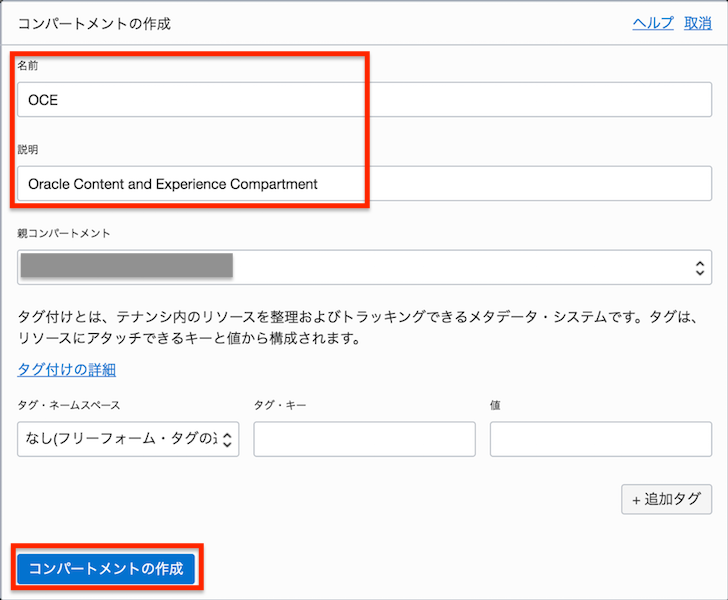 コンパートメントの作成
ヘルプ 取消
名前
OCE
説明
Oracle Content and Experience Compartment
親コンパートメント
タグ付けとは、テナンシ内のリソースを整理およびトラッキングできるメタデータ・システムです。タグは、
リソースにアタッチできるキーと値から構成されます。
タグ付けの詳細
タグ・ネームスペース タグ・キー 値
なし(フリーフォーム・タグの
+ 追加タグ
コンパートメントの作成